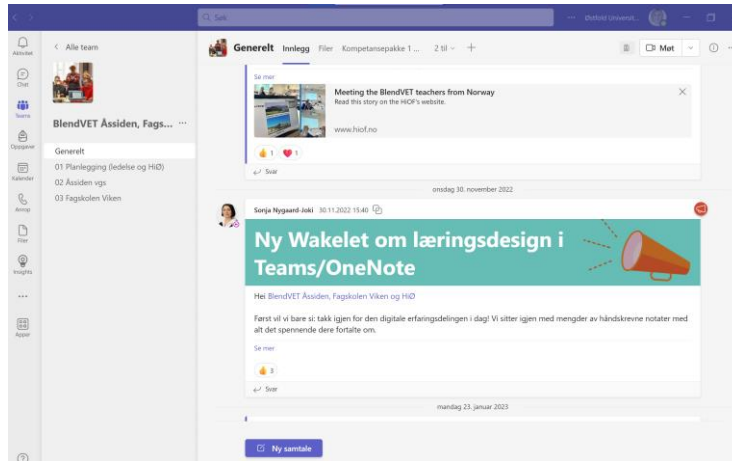 Søk
Østfold Universit...
Aktivitet
Chat
Teams
Oppgaver
Kalender
Anrop
Filer
Insights
Apper
Alle team
BlendVET Åssiden, Fags...
Generelt
01 Planlegging (ledelse og HiØ)
02 Åssiden vgs
03 Fagskolen Viken
Generelt Innlegg Filer Kompetansepakke 1 ... 2 til
Møt
Se mer
Meeting the BlendVET teachers from Norway
Read this story on the HIOF's website.
www.hiof.no
1 1
Svar
onsdag 30. november 2022
Sonja Nygaard-Joki 30.11.2022 15:40
Ny Wakelet om læringsdesign i
Teams/OneNote
Hei BlendVET Åssiden, Fagskolen Viken og HiØ
Først vil vi bare si: takk igjen for den digitale erfaringsdelingen i dag! Vi sitter igjen med mengder av håndskrevne notater med
alt det spennende dere fortalte om.
Se mer
3
Svar
mandag 23. januar 2023
Ny samtale